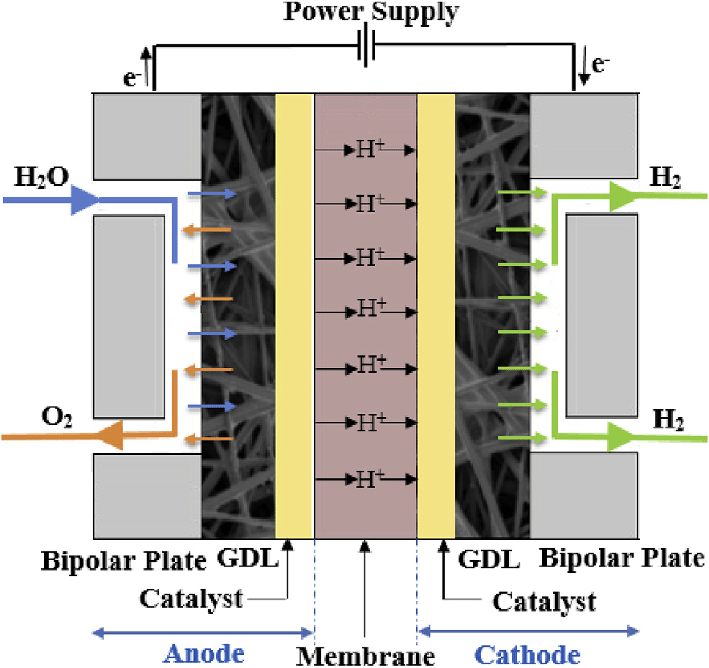 Power Supply
e-
e-
H2O
H2
H+
H+
H+
H+
H+
H+
H+
O2
H2
Bipolar Plate
GDL
GDL
Bipolar Plate
Catalyst
Catalyst
Anode
Membrane
Cathode